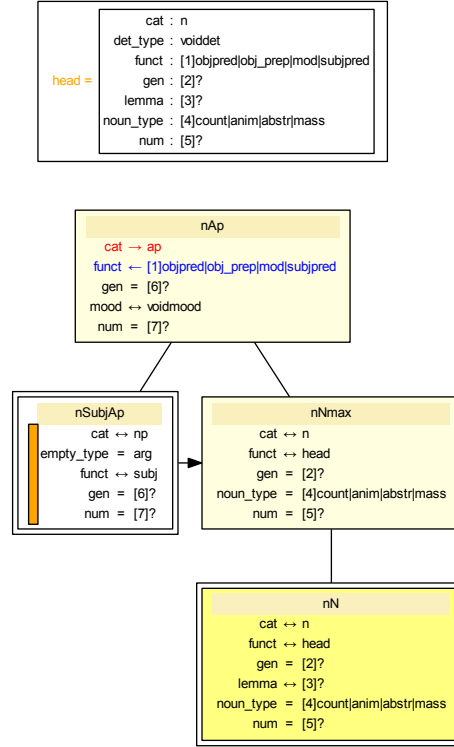 cat : n
det_type : voiddet
funct : [1]objpred|obj_prep|mod|subjpred
head = gen : [2]?
lemma : [3]?
noun_type : [4]count|anim|abstr|mass
num : [5]?
nAp
cat → ap
funct ← [1]objpred|obj_prep|mod|subjpred
gen = [6]?
mood ↔ voidmood
num = [7]?
nSubjAp
cat ↔ np
empty_type = arg
funct ↔ subj
gen = [6]?
num = [7]?
nNmax
cat ↔ n
funct ↔ head
gen = [2]?
noun_type = [4]count|anim|abstr|mass
num = [5]?
nN
cat ↔ n
funct ↔ head
gen = [2]?
lemma ↔ [3]?
noun_type = [4]count|anim|abstr|mass
num = [5]?